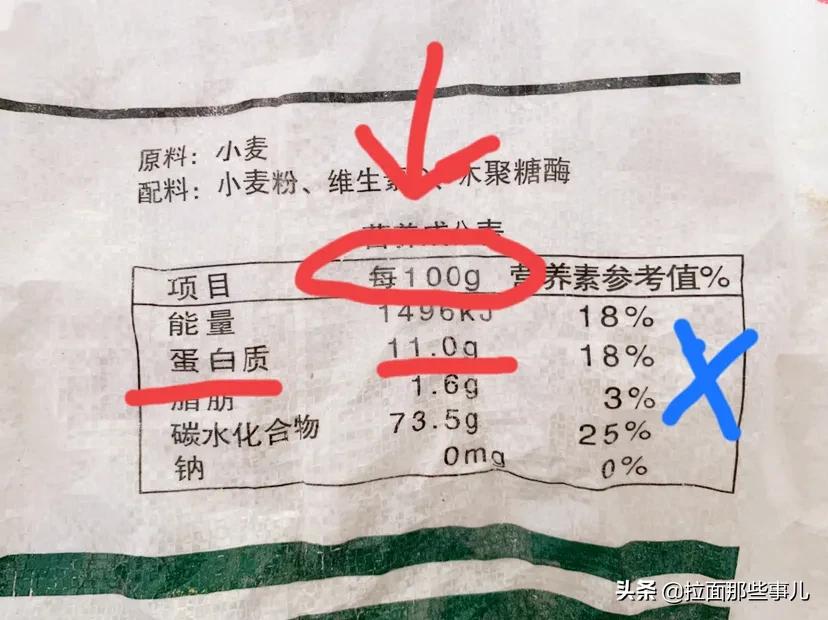 原料：小麦
配料：小麦粉、维生素 、木聚糖酶
营养成分表
项目 每100g 营养素参考值%
能量 1496kJ 18%
蛋白质 11.0g 18%
脂肪 1.6g 3%
碳水化合物 73.5g 25%
钠 0mg 0%
头条 @拉面那些事儿